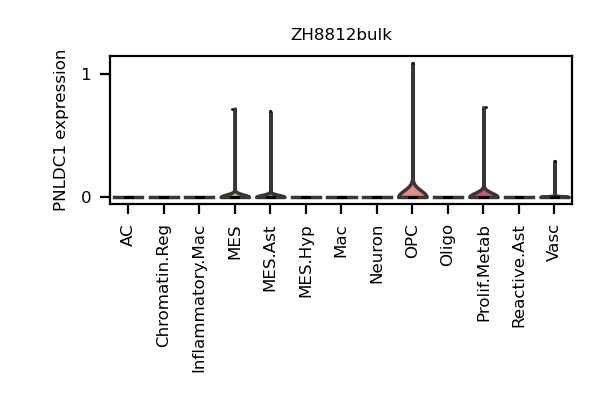 ZH8812bulk
PNLDC1 expression
1
0
AC
Chromatin.Reg
Inflammatory.Mac
MES
MES.Ast
MES.Hyp
Mac
Neuron
OPC
Oligo
Prolif.Metab
Reactive.Ast
Vasc